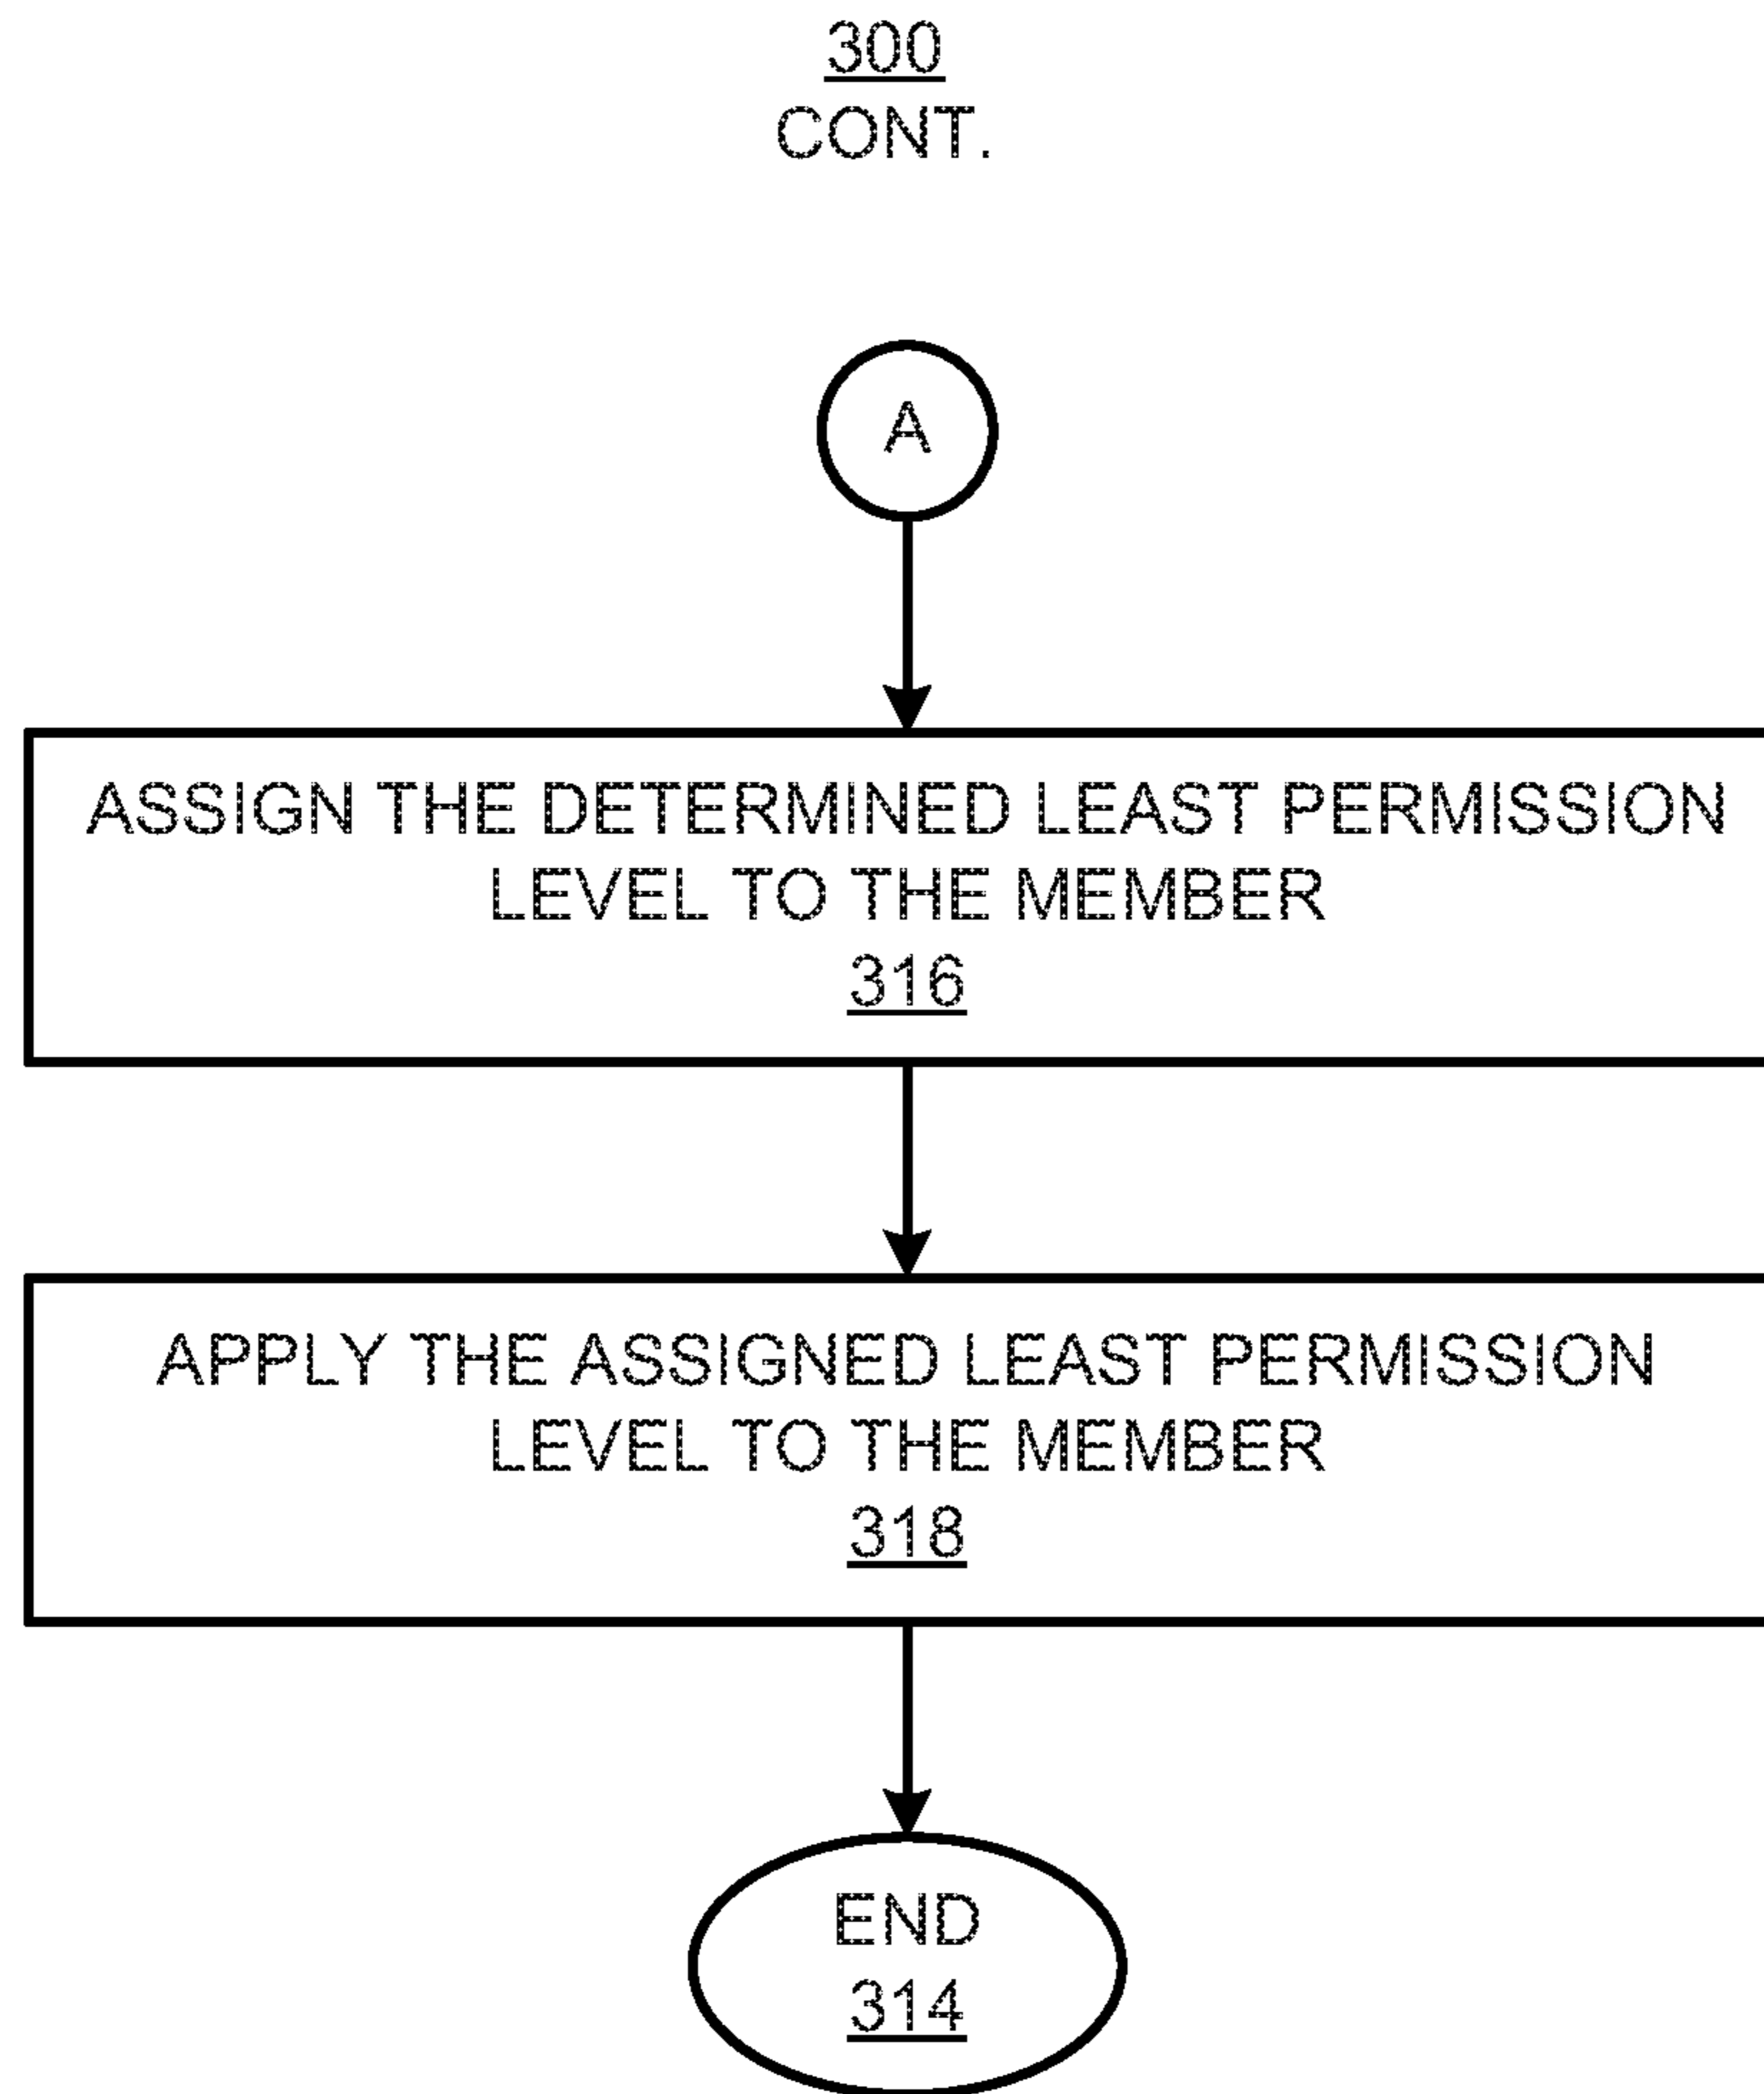 300
CONT.
A
ASSIGN THE DETERMINED LEAST PERMISSION
LEVEL TO THE MEMBER
316
APPLY THE ASSIGNED LEAST PERMISSION
LEVEL TO THE MEMBER
318
END
314